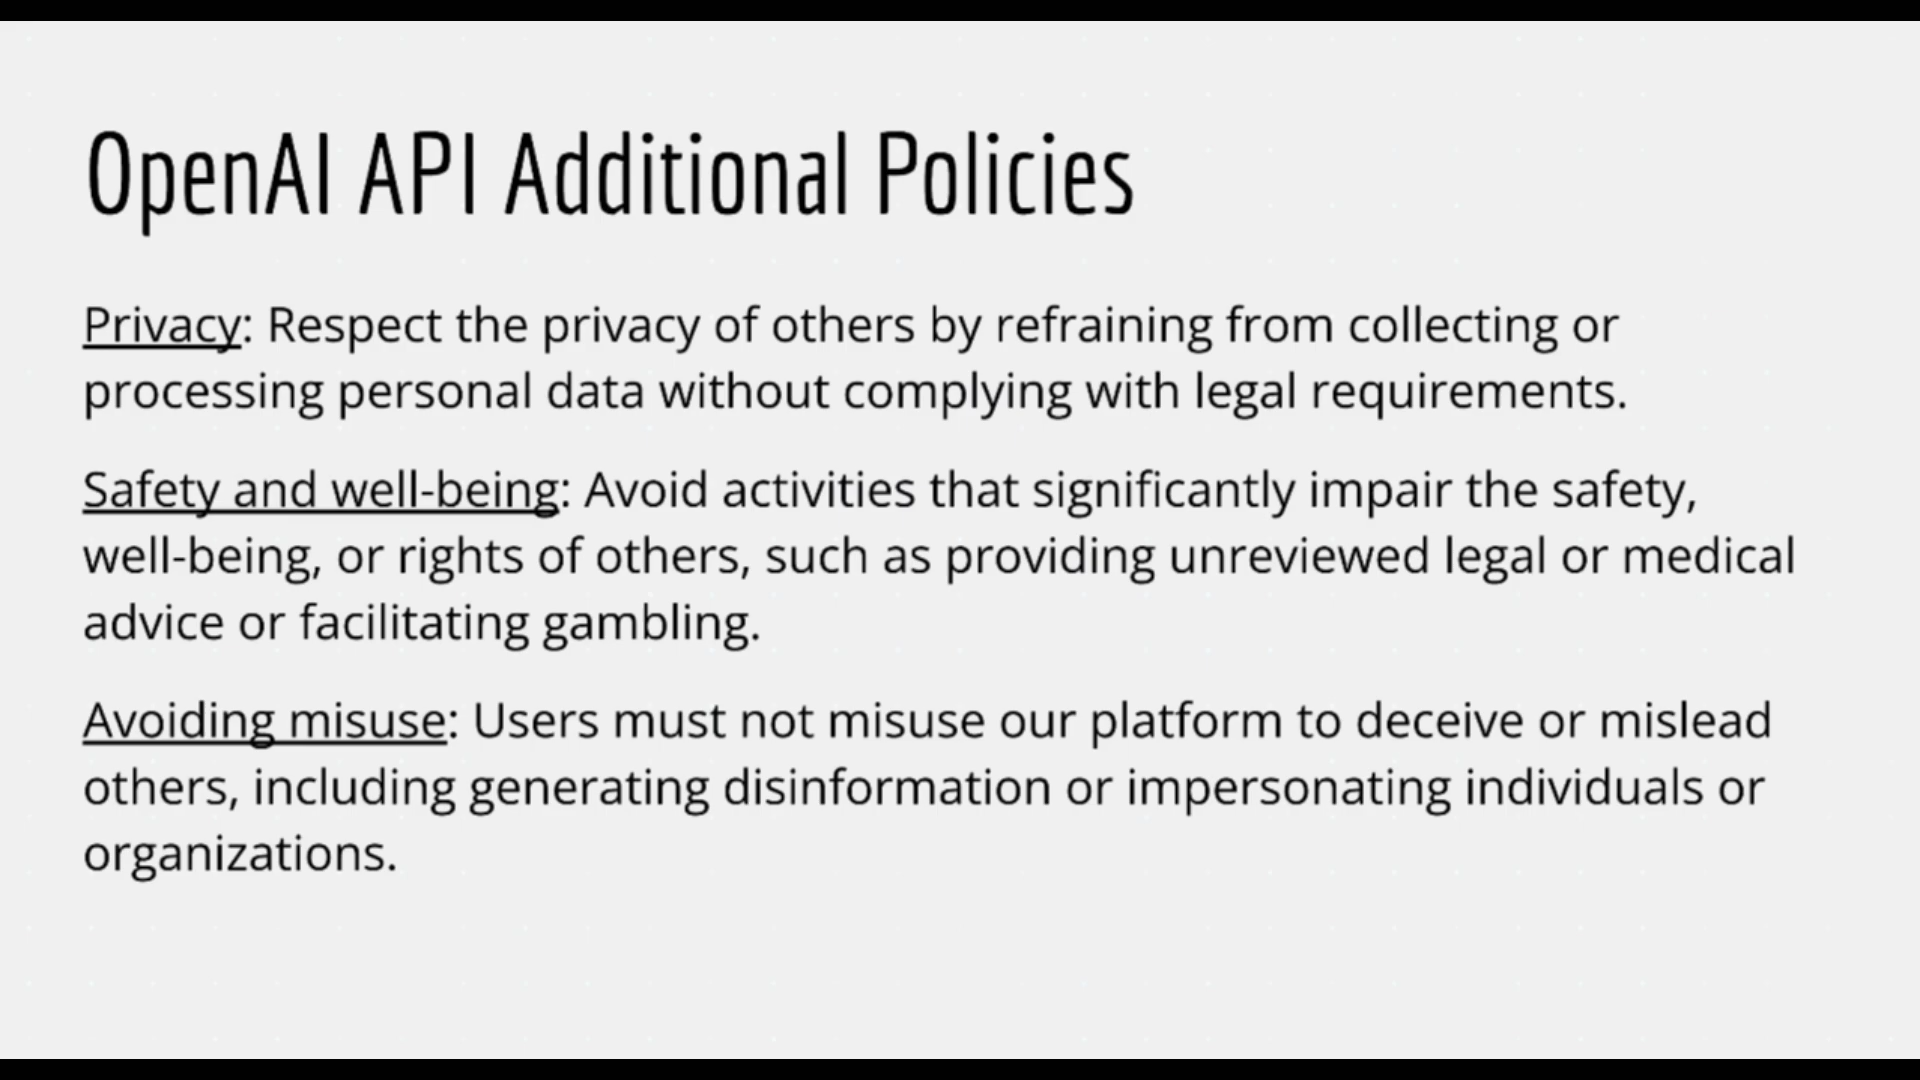 OpenAI API Additional Policies
Privacy: Respect the privacy of others by refraining from collecting or
processing personal data without complying with legal requirements.
Safety and well-being: Avoid activities that significantly impair the safety,
well-being, or rights of others, such as providing unreviewed legal or medical
advice or facilitating gambling.
Avoiding misuse: Users must not misuse our platform to deceive or mislead
others, including generating disinformation or impersonating individuals or
organizations.